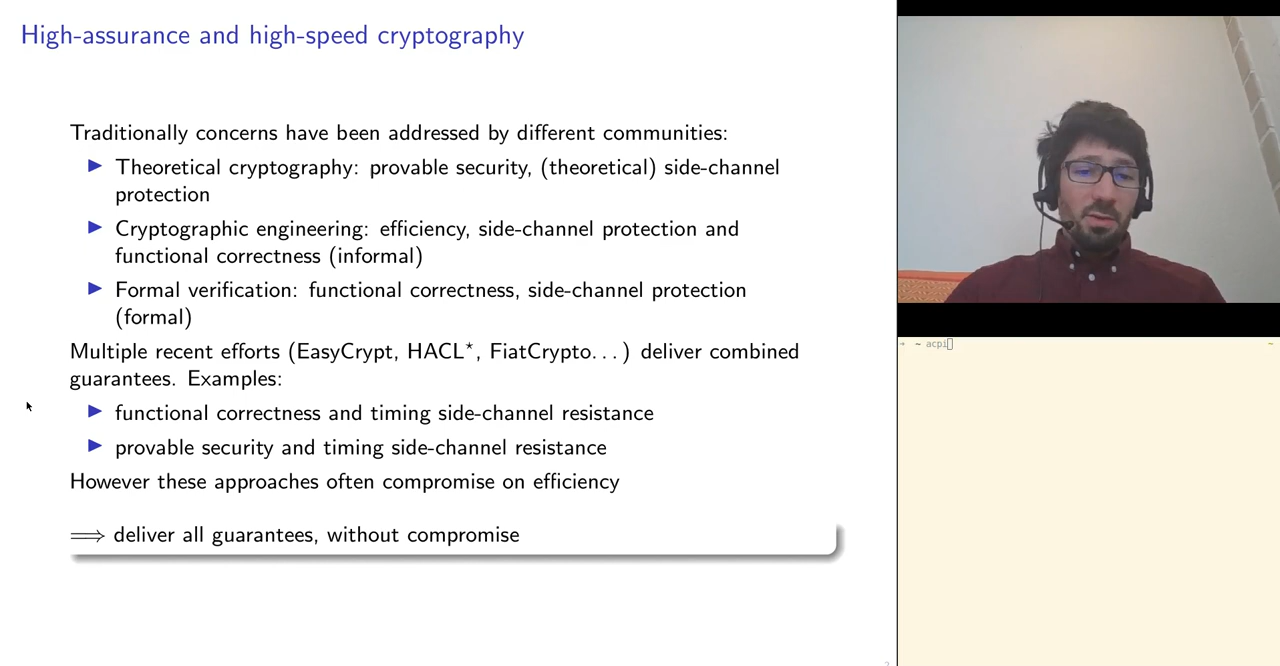 High-assurance and high-speed cryptography
Traditionally concerns have been addressed by different communities:
▶ Theoretical cryptography: provable security, (theoretical) side-channel
protection
▶ Cryptographic engineering: efficiency, side-channel protection and
functional correctness (informal)
▶ Formal verification: functional correctness, side-channel protection
(formal)
Multiple recent efforts (EasyCrypt, HACL⋆, FiatCrypto...) deliver combined
guarantees. Examples:
▶ functional correctness and timing side-channel resistance
▶ provable security and timing side-channel resistance
However these approaches often compromise on efficiency
⟹ deliver all guarantees, without compromise
~ acpi
~